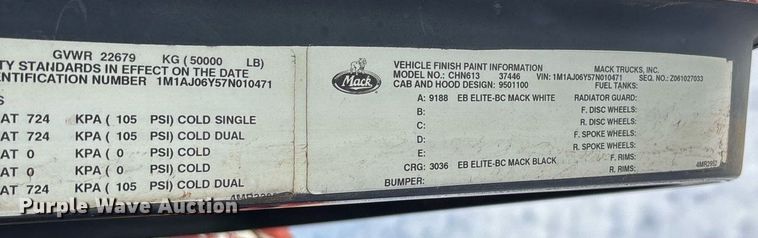 GVWR 22679 KG ( 50000 LB)
TY STANDARDS IN EFFECT ON THE DATE
ENTIFICATION NUMBER 1M1AJ06Y57N010471
S
AT 724 KPA ( 105 PSI) COLD SINGLE
AT 724 KPA ( 105 PSI) COLD DUAL
AT 0 KPA ( 0 PSI) COLD
AT 0 KPA ( 0 PSI) COLD
AT 724 KPA ( 105 PSI) COLD DUAL
Mack
VEHICLE FINISH PAINT INFORMATION MACK TRUCKS, INC.
MODEL NO.: CHN613 37446 VIN: 1M1AJ06Y57N010471 SEQ. NO.: Z061027033
CAB AND HOOD DESIGN: 9501100 FUEL TANKS:
A: 9188 EB ELITE-BC MACK WHITE RADIATOR GUARD:
B: F. DISC WHEELS:
C: R. DISC WHEELS:
D: F. SPOKE WHEELS:
E: R. SPOKE WHEELS:
CRG: 3036 EB ELITE-BC MACK BLACK F. RIMS:
BUMPER: R. RIMS:
4MR2952
Purple Wave Auction